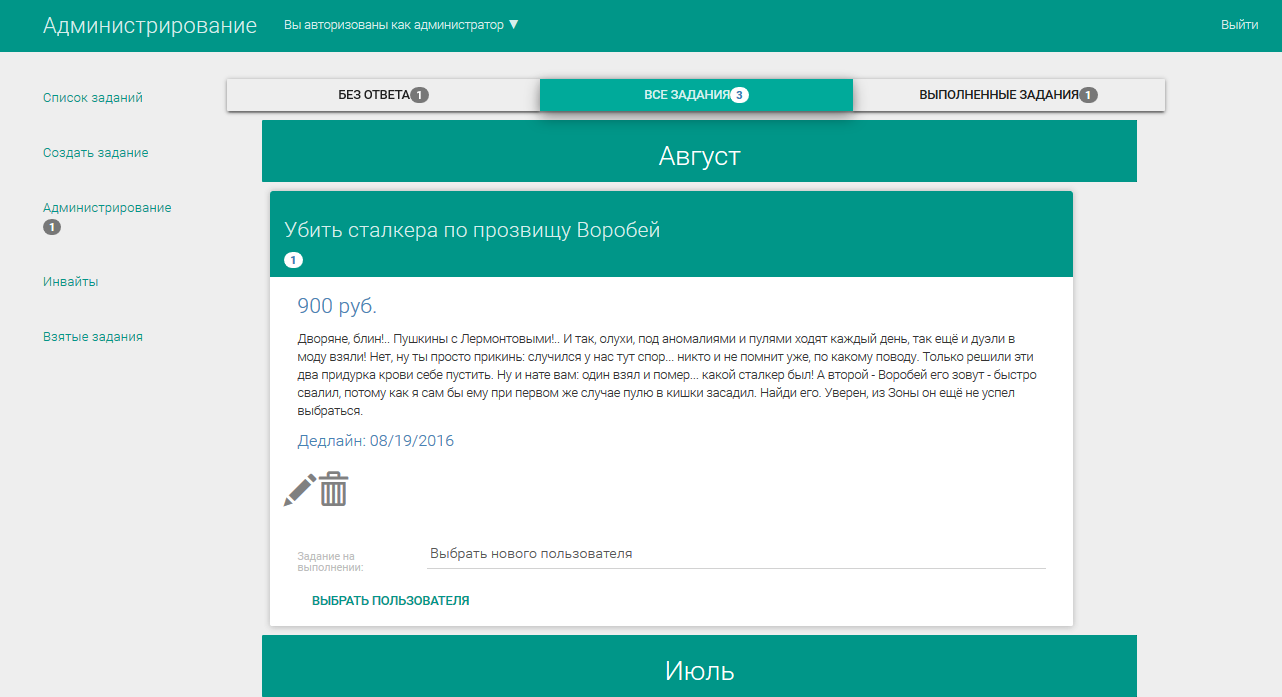 Администрирование
Вы авторизованы как администратор ▼
Выйти
Список заданий
Создать задание
Администрирование
1
Инвайты
Взятые задания
БЕЗ ОТВЕТА 1
ВСЕ ЗАДАНИЯ 3
ВЫПОЛНЕННЫЕ ЗАДАНИЯ 1
Август
Убить сталкера по прозвищу Воробей
1
900 руб.
Дворяне, блин!.. Пушкины с Лермонтовыми!.. И так, олухи, под аномалиями и пулями ходят каждый день, так ещё и дуэли в
моду взяли! Нет, ну ты просто прикинь: случился у нас тут спор... никто и не помнит уже, по какому поводу. Только решили эти
два придурка крови себе пустить. Ну и нате вам: один взял и помер... какой сталкер был! А второй - Воробей его зовут - быстро
свалил, потому как я сам бы ему при первом же случае пулю в кишки засадил. Найди его. Уверен, из Зоны он ещё не успел
выбраться.
Дедлайн: 08/19/2016
Задание на
выполнении:
Выбрать нового пользователя
ВЫБРАТЬ ПОЛЬЗОВАТЕЛЯ
Июль